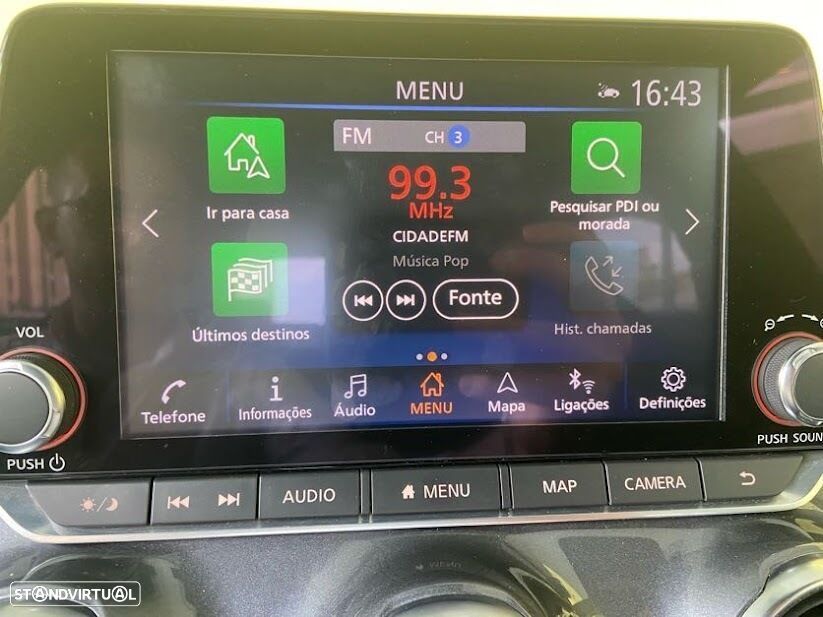 MENU
16:43
FM CH 3
99.3
MHz
CIDADEFM
Música Pop
Fonte
Ir para casa
Pesquisar PDI ou
morada
Últimos destinos
Hist. chamadas
Telefone
Informações
Áudio
MENU
Mapa
Ligações
Definições
VOL
PUSH
PUSH SOUN
AUDIO
MENU
MAP
CAMERA
STANDVIRTUAL